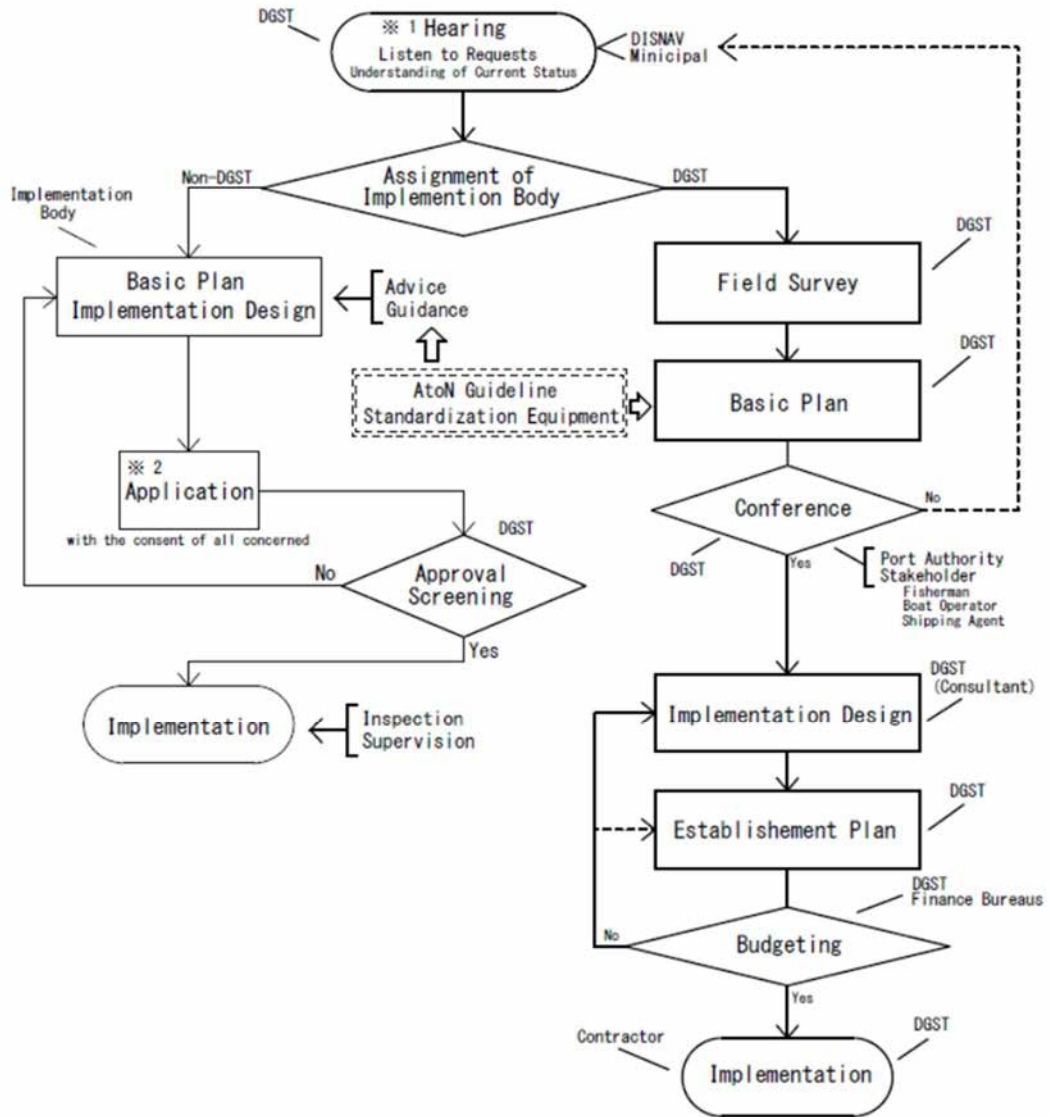 DGST
※ 1 Hearing
Listen to Requests
Understanding of Current Status
DISNAV
Minicipal
Assignment of
Implemention Body
Non-DGST
DGST
Implementation
Body
Basic Plan
Implementation Design
Advice
Guidance
DGST
Field Survey
AtoN Guideline
Standardization Equipment
DGST
Basic Plan
※ 2
Application
with the consent of all concerned
DGST
Approval
Screening
No
Yes
Conference
No
DGST
Yes
Port Authority
Stakeholder
Fisherman
Boat Operator
Shipping Agent
Implementation
Inspection
Supervision
DGST
(Consultant)
Implementation Design
DGST
Establishement Plan
DGST
Finance Bureaus
Budgeting
No
Yes
Contractor
DGST
Implementation